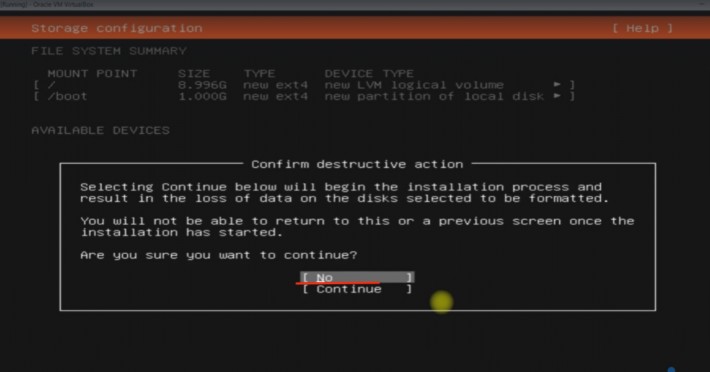 (Running) - Oracle VM VirtualBox
Storage configuration [ Help ]
FILE SYSTEM SUMMARY
MOUNT POINT SIZE TYPE DEVICE TYPE
[ / 8.996G new ext4 new LVM logical volume ► ]
[ /boot 1.000G new ext4 new partition of local disk ► ]
AVAILABLE DEVICES
Confirm destructive action
Selecting Continue below will begin the installation process and
result in the loss of data on the disks selected to be formatted.
You will not be able to return to this or a previous screen once the
installation has started.
Are you sure you want to continue?
[ No ]
[ Continue ]